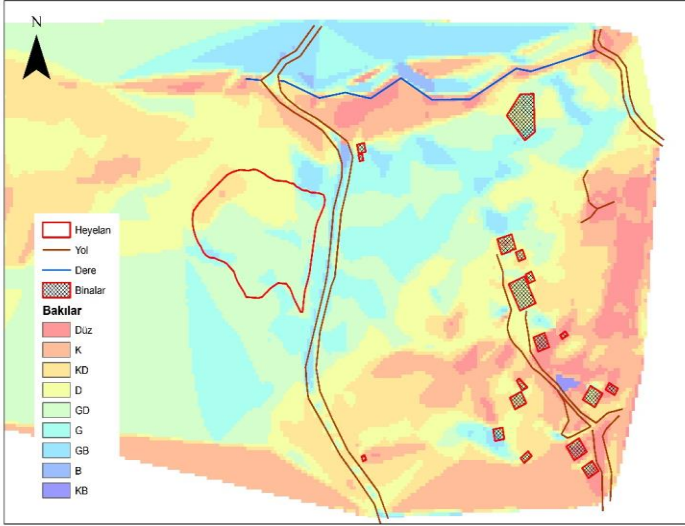 N
Heyelan
Yol
Dere
Binalar
Bakılar
Düz
K
KD
D
GD
G
GB
B
KB